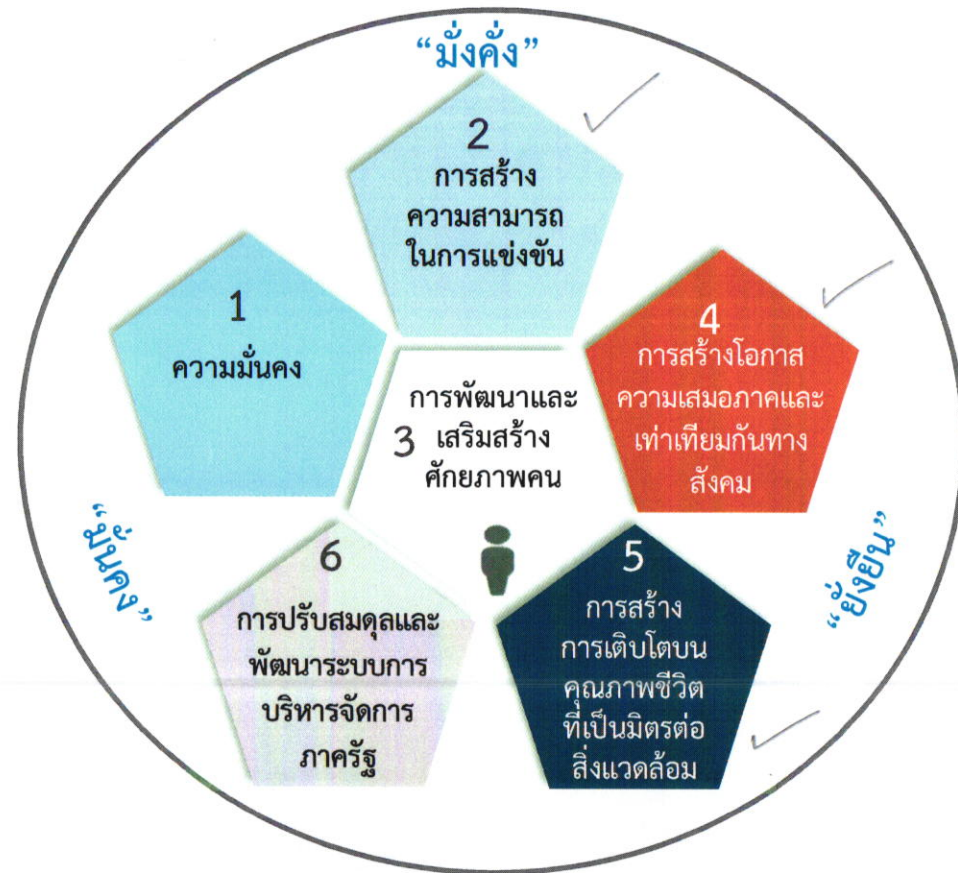 “มั่งคั่ง”
2
การสร้าง
ความสามารถ
ในการแข่งขัน
1
ความมั่นคง
4
การสร้างโอกาส
ความเสมอภาคและ
เท่าเทียมกันทาง
สังคม
การพัฒนาและ
3 เสริมสร้าง
ศักยภาพคน
“มั่นคง”
“ยั่งยืน”
6
การปรับสมดุลและ
พัฒนาระบบการ
บริหารจัดการ
ภาครัฐ
5
การสร้าง
การเติบโตบน
คุณภาพชีวิต
ที่เป็นมิตรต่อ
สิ่งแวดล้อม